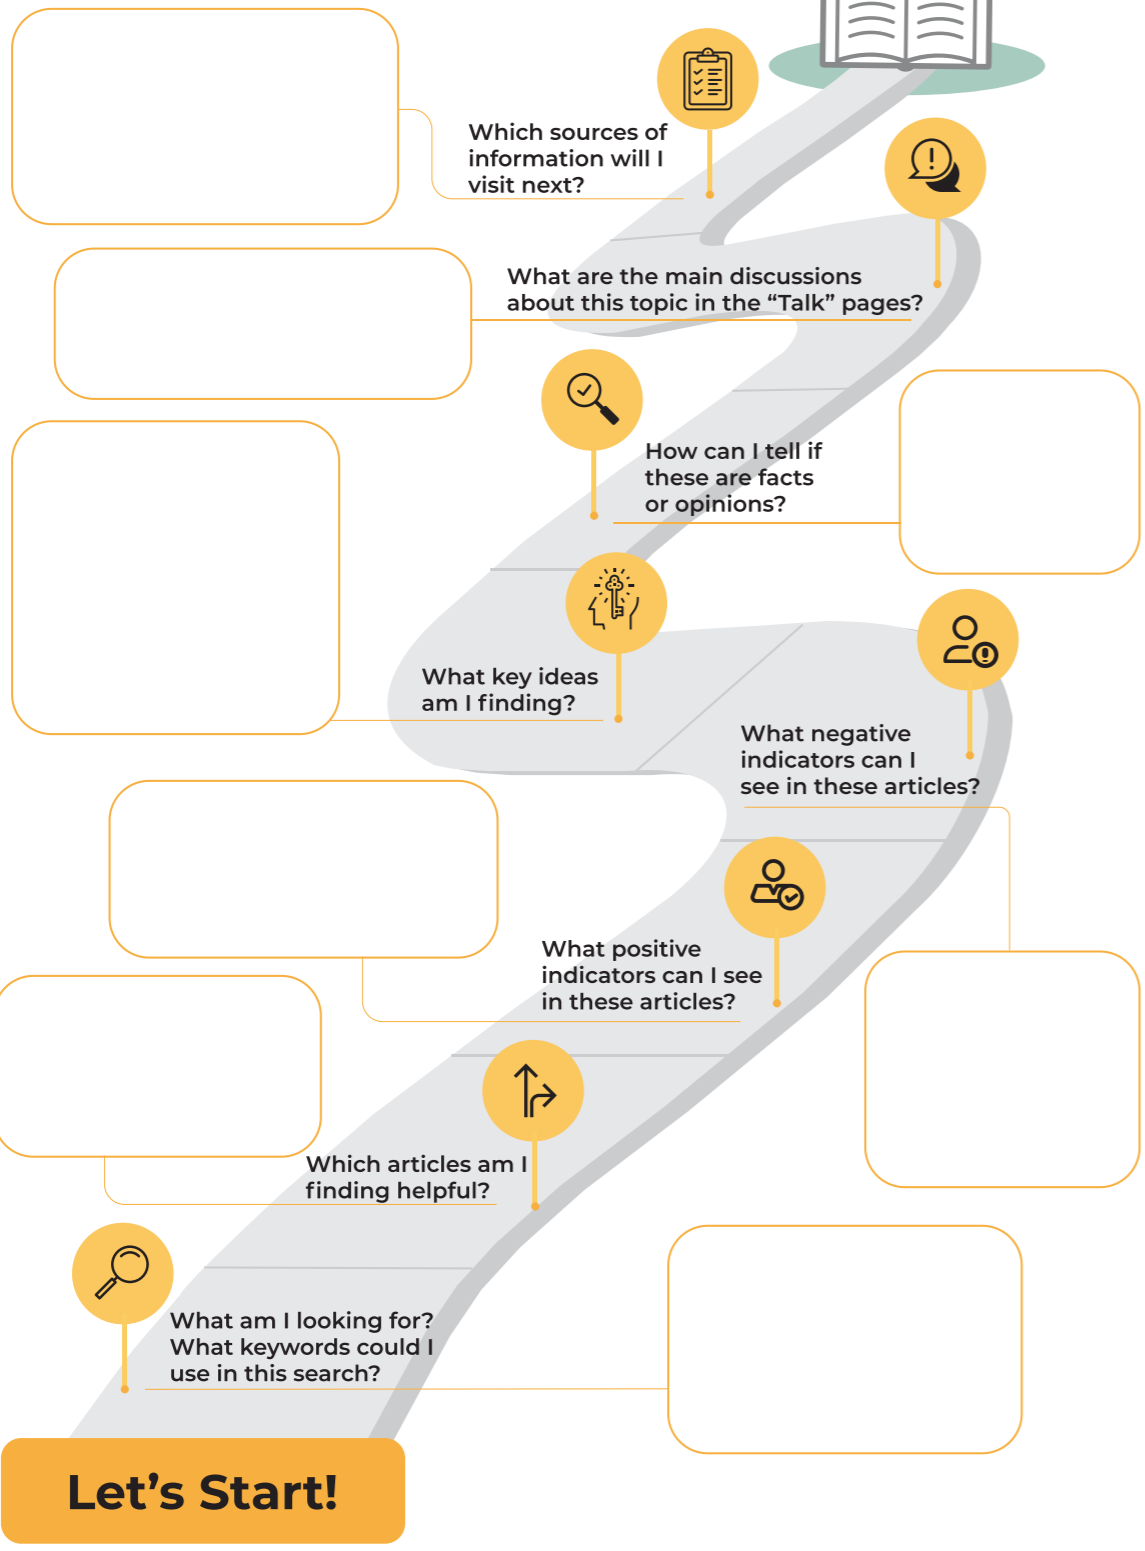 Which sources of
information will I
visit next?
What are the main discussions
about this topic in the “Talk” pages?
How can I tell if
these are facts
or opinions?
What key ideas
am I finding?
What negative
indicators can I
see in these articles?
What positive
indicators can I see
in these articles?
Which articles am I
finding helpful?
What am I looking for?
What keywords could I
use in this search?
Let’s Start!